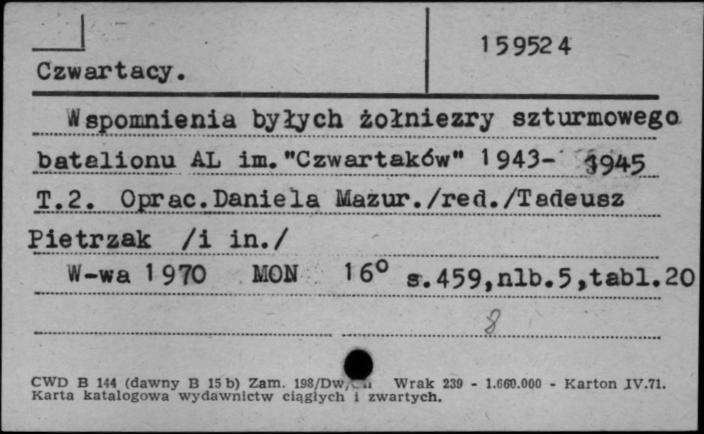 159524
Czwartacy.
Wspomnienia byłych żołniezry szturmowego
batalionu AL im."Czwartaków" 1943- 1945
T.2. Oprac.Daniela Mazur./red./Tadeusz
Pietrzak /i in./
W-wa 1970 MON 16° s.459,nlb.5,tabl.20
8
CWD B 144 (dawny B 15 b) Zam. 198/Dw/ Wrak 239 - 1.660.000 - Karton IV.71.
Karta katalogowa wydawnictw ciągłych i zwartych.